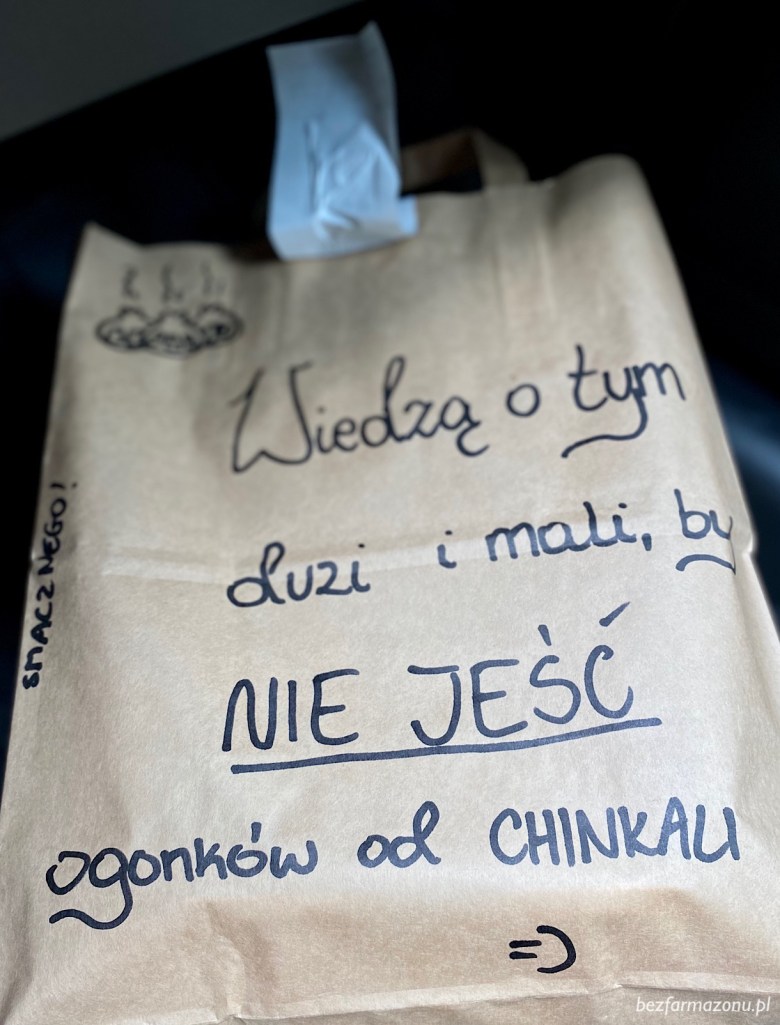 Wiedzą o tym
duzi i mali, by
NIE JEŚĆ
ogonków od CHINKALI
=)
SMACZNEGO!
bezfarmazonu.pl